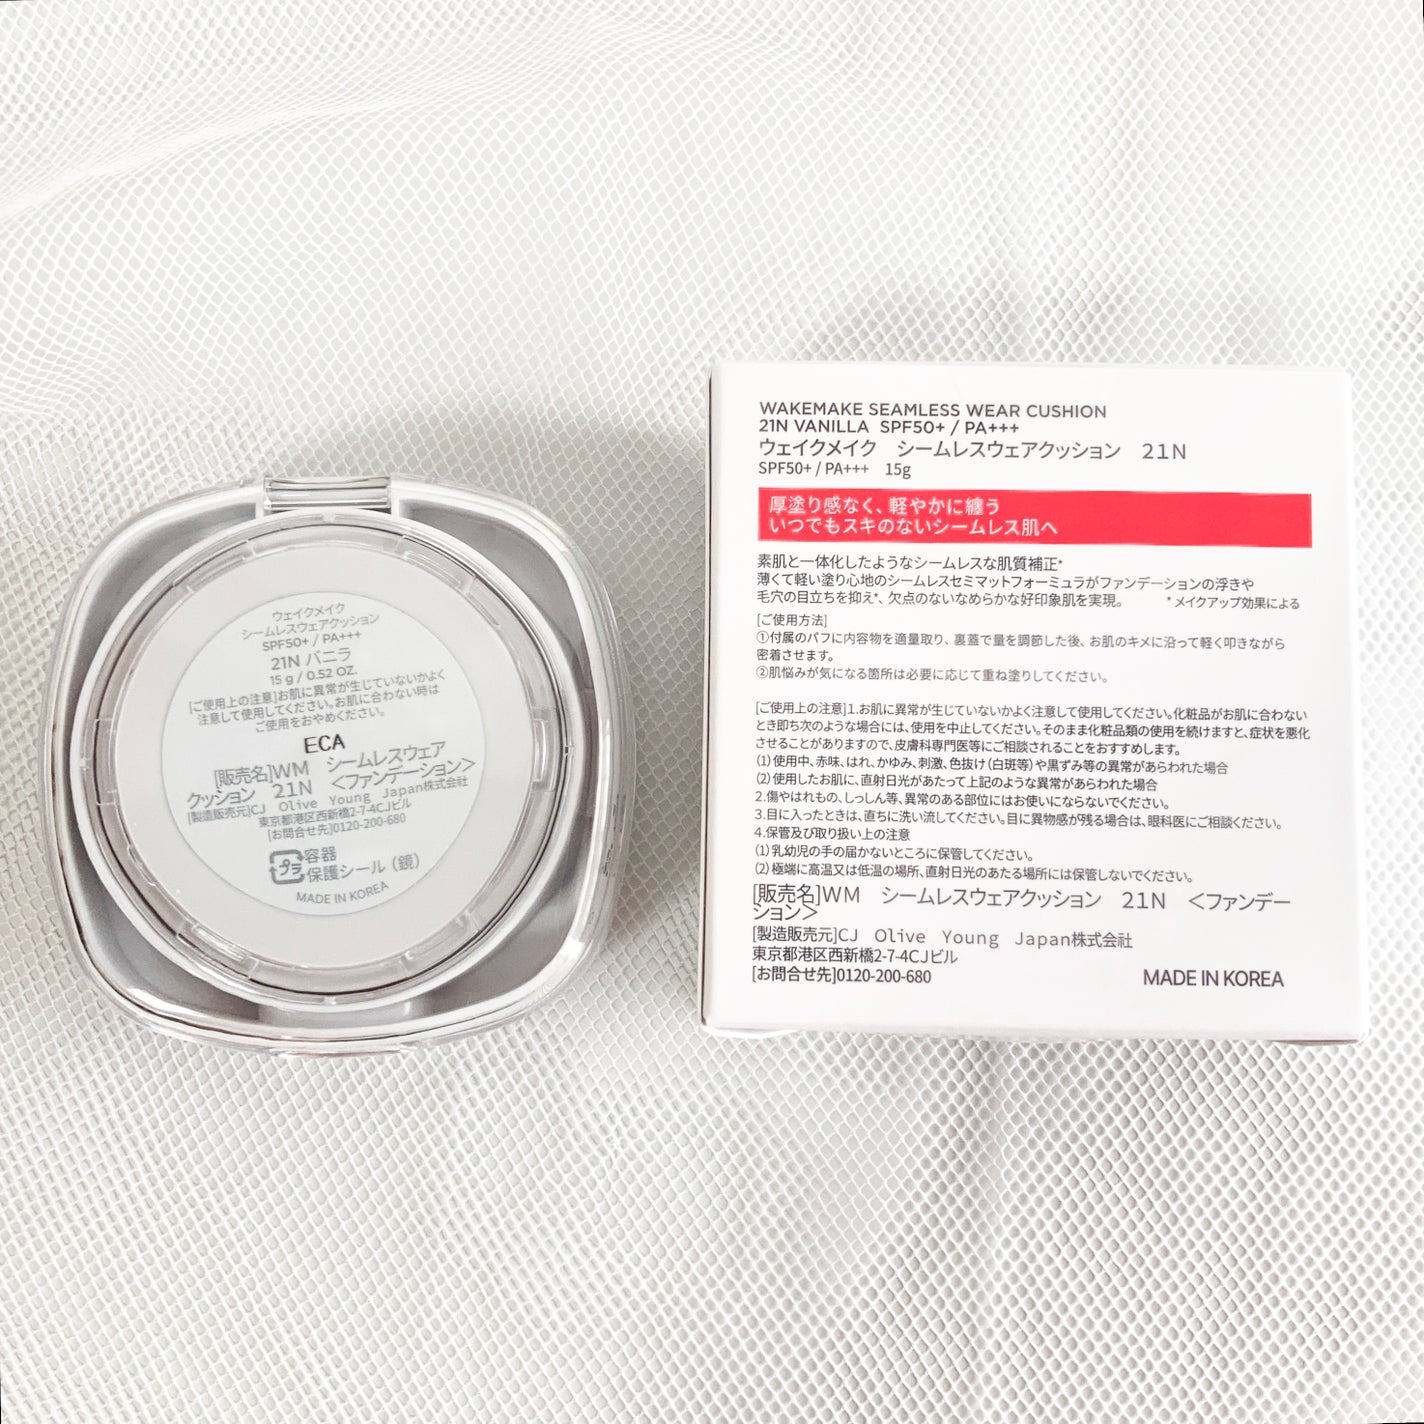 ウェイクメイク
シームレスウェアクッション
SPF50+ / PA+++
21N バニラ
15 g / 0.52 OZ.
[ご使用上の注意]お肌に異常が生じていないかよく
注意して使用してください。お肌に合わない時は
ご使用をおやめください。
ECA
[販売名]WM　シームレスウェア
クッション　21N　＜ファンデーション＞
[製造販売元]CJ　Olive　Young　Japan株式会社
東京都港区西新橋2-7-4CJビル
[お問合せ先]0120-200-680
プラ
容器
保護シール（鏡）
MADE IN KOREA
WAKEMAKE SEAMLESS WEAR CUSHION
21N VANILLA SPF50+ / PA+++
ウェイクメイク　シームレスウェアクッション　21N
SPF50+ / PA+++　15g
厚塗り感なく、軽やかに纏う
いつでもスキのないシームレス肌へ
素肌と一体化したようなシームレスな肌質補正*
薄くて軽い塗り心地のシームレスセミマットフォーミュラがファンデーションの浮きや
毛穴の目立ちを抑え*、欠点のないなめらかな好印象肌を実現。　　*メイクアップ効果による
[ご使用方法]
①付属のパフに内容物を適量取り、裏蓋で量を調節した後、お肌のキメに沿って軽く叩きながら
密着させます。
②肌悩みが気になる箇所は必要に応じて重ね塗りしてください。
[ご使用上の注意]1.お肌に異常が生じていないかよく注意して使用してください。化粧品がお肌に合わない
とき即ち次のような場合には、使用を中止してください。そのまま化粧品類の使用を続けますと、症状を悪化
させることがありますので、皮膚科専門医等にご相談されることをおすすめします。
(1)使用中、赤味、はれ、かゆみ、刺激、色抜け(白斑等)や黒ずみ等の異常があらわれた場合
(2)使用したお肌に、直射日光があたって上記のような異常があらわれた場合
2.傷やはれもの、しっしん等、異常のある部位にはお使いにならないでください。
3.目に入ったときは、直ちに洗い流してください。目に異物感が残る場合は、眼科医にご相談ください。
4.保管及び取り扱い上の注意
(1)乳幼児の手の届かないところに保管してください。
(2)極端に高温又は低温の場所、直射日光のあたる場所には保管しないでください。
[販売名]WM　シームレスウェアクッション　21N　＜ファンデー
ション＞
[製造販売元]CJ　Olive　Young　Japan株式会社
東京都港区西新橋2-7-4CJビル
[お問合せ先]0120-200-680
MADE IN KOREA